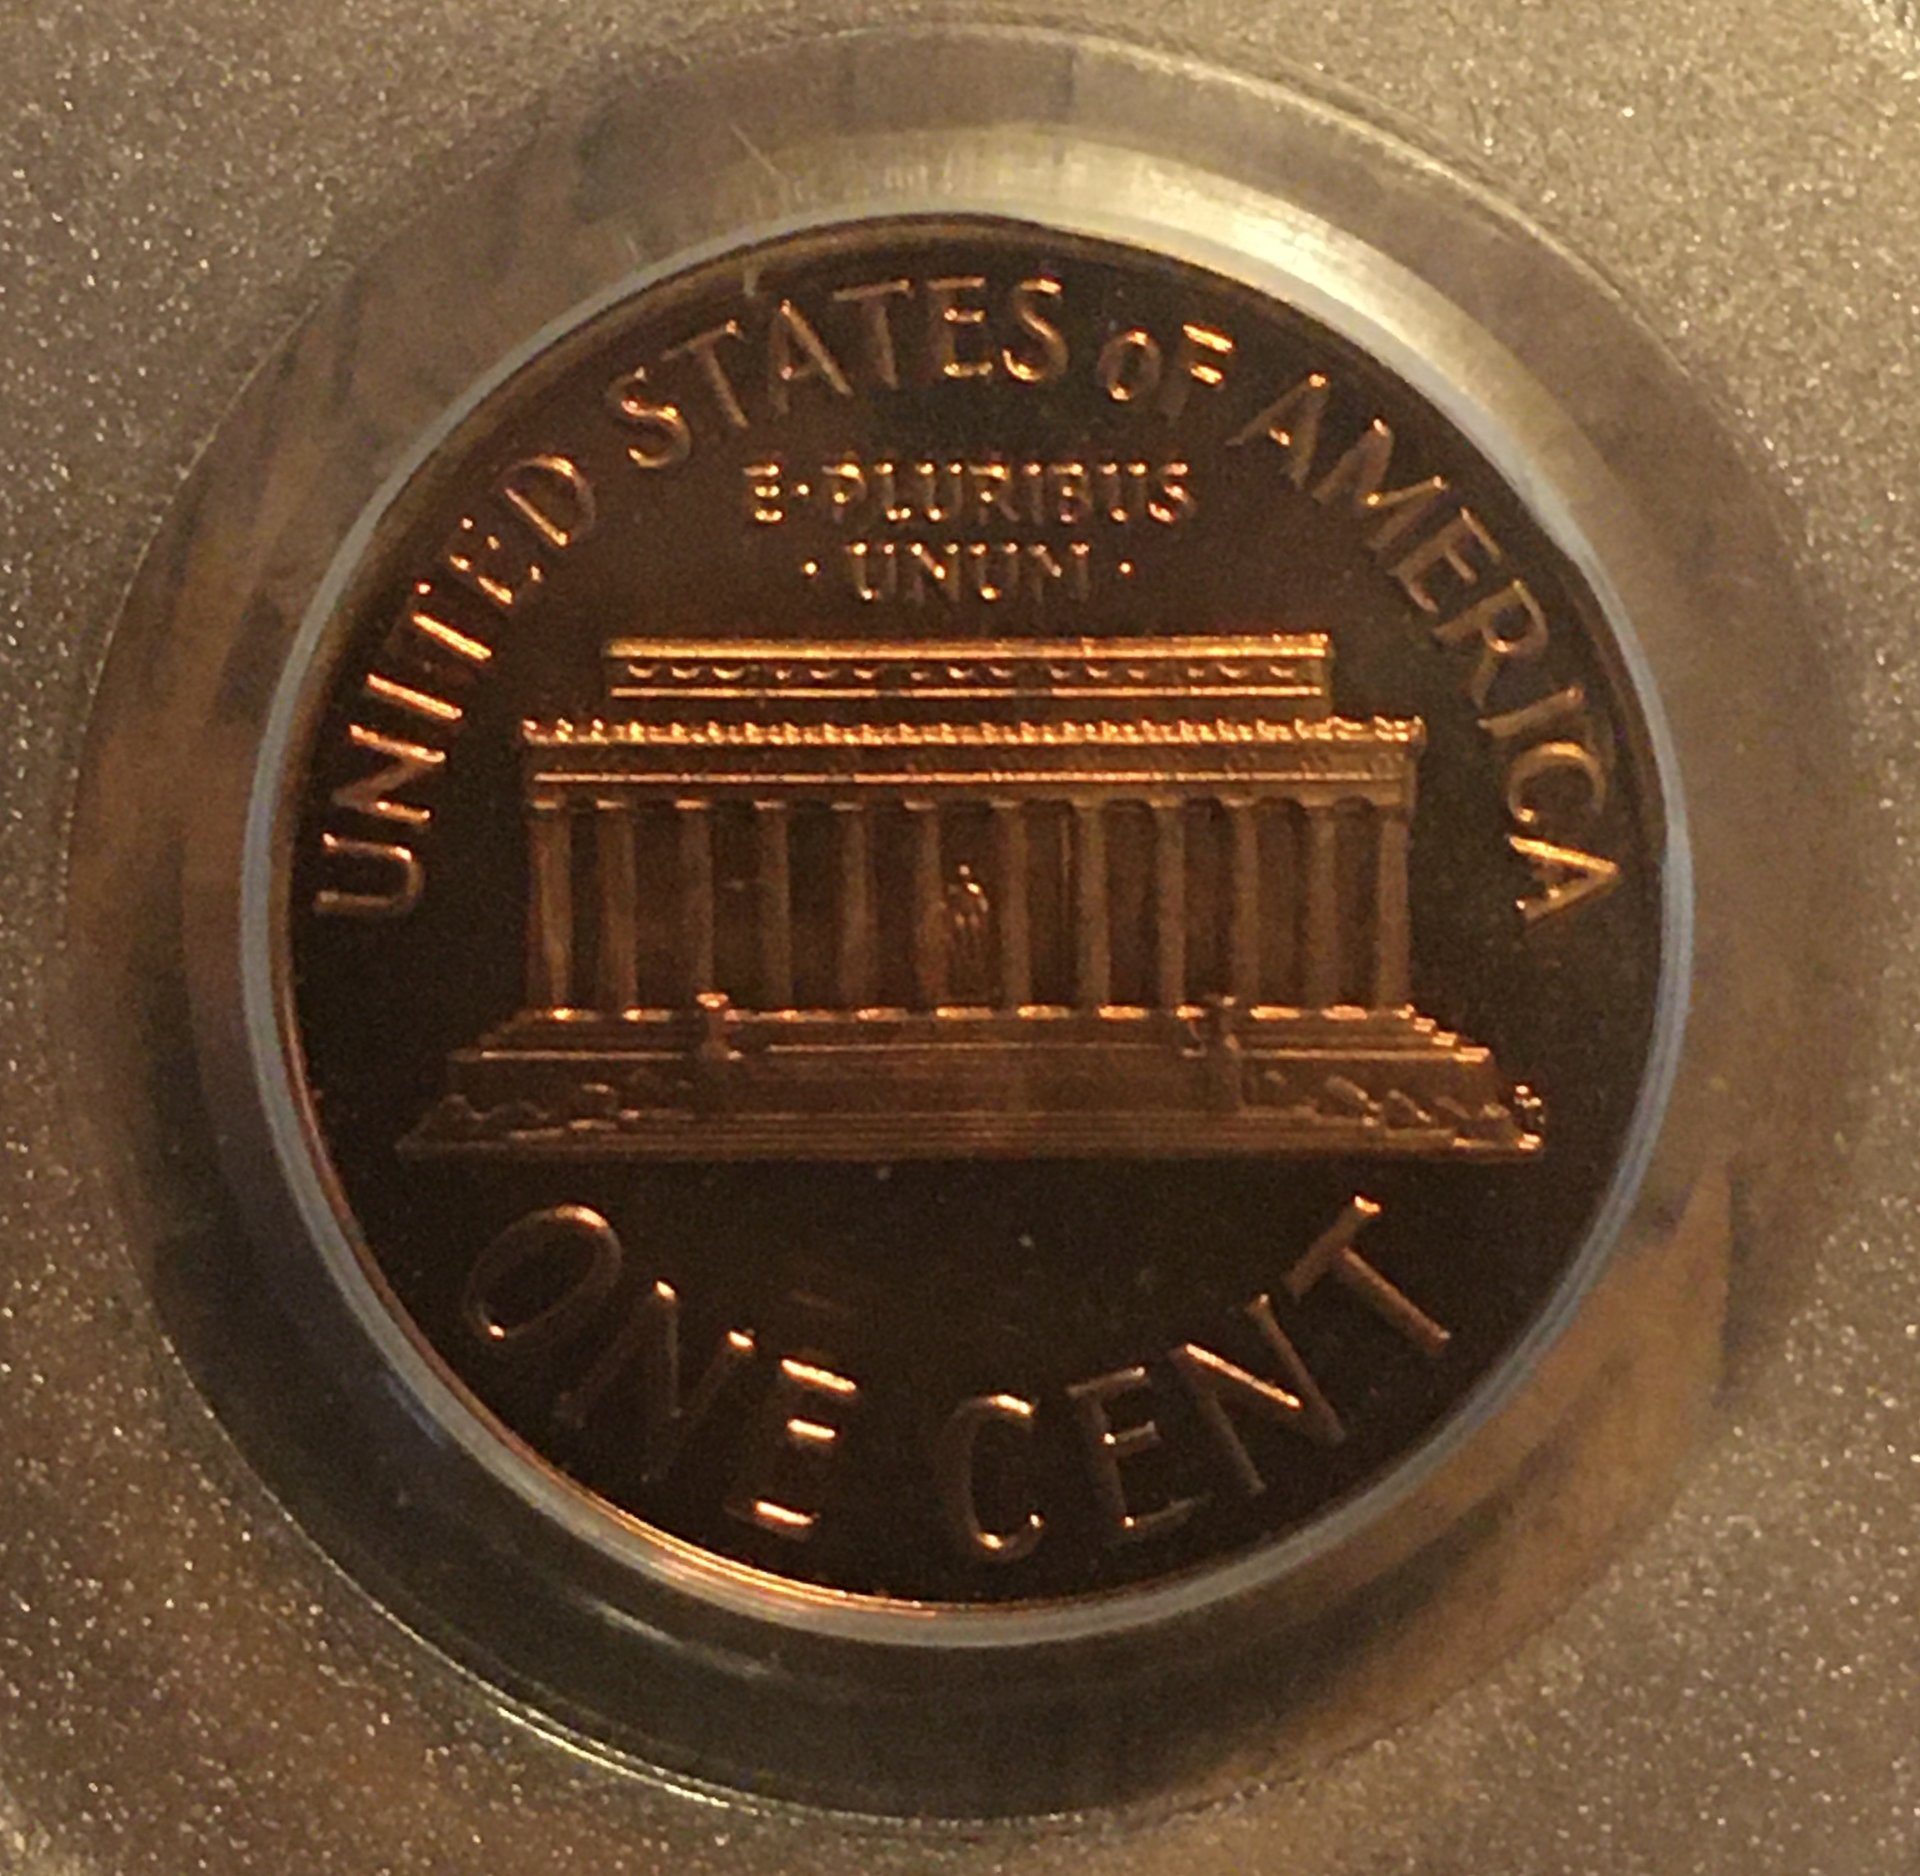 UNITED STATES OF AMERICA
E·PLURIBUS
· UNUM ·
ONE CENT